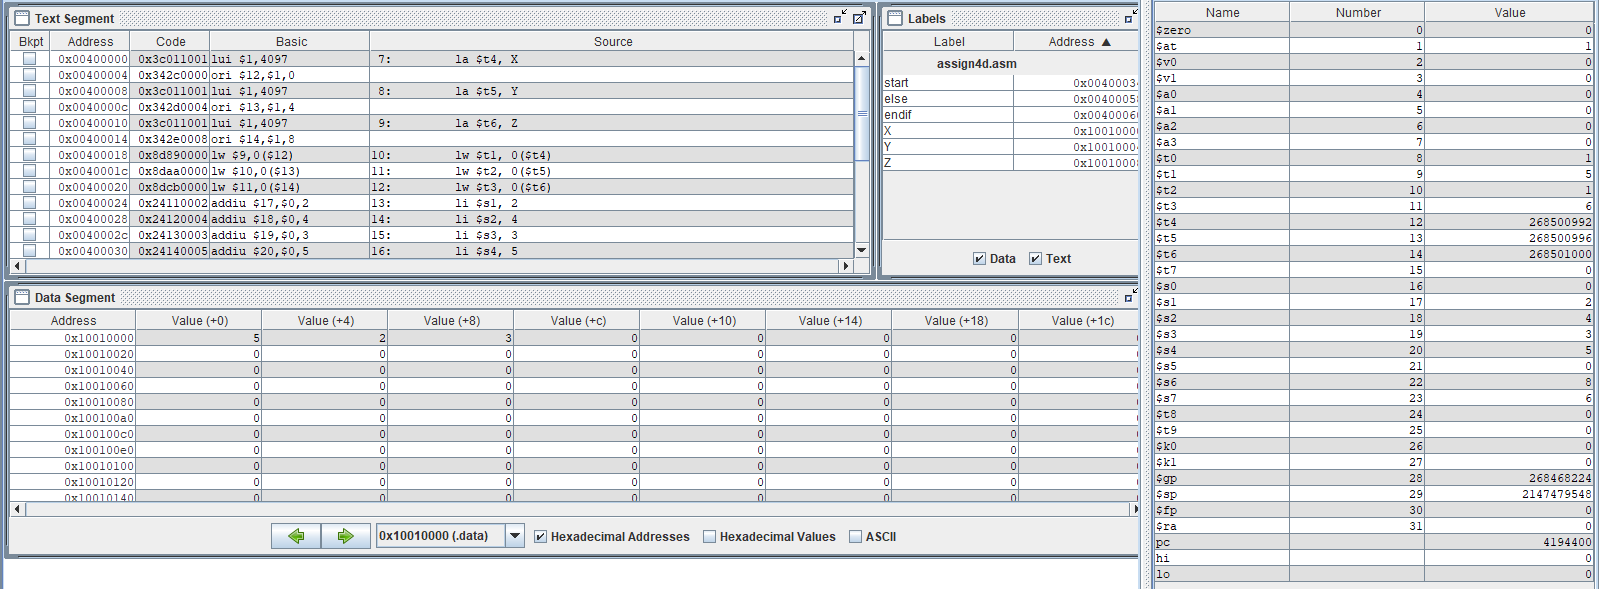 Text Segment
Bkpt Address Code Basic Source
0x00400000 0x3c011001 lui $1,4097 7: la $t4, X
0x00400004 0x342c0000 ori $12,$1,0
0x00400008 0x3c011001 lui $1,4097 8: la $t5, Y
0x0040000c 0x342d0004 ori $13,$1,4
0x00400010 0x3c011001 lui $1,4097 9: la $t6, Z
0x00400014 0x342e0008 ori $14,$1,8
0x00400018 0x8d890000 lw $9,0($12) 10: lw $t1, 0($t4)
0x0040001c 0x8daa0000 lw $10,0($13) 11: lw $t2, 0($t5)
0x00400020 0x8dcb0000 lw $11,0($14) 12: lw $t3, 0($t6)
0x00400024 0x24110002 addiu $17,$0,2 13: li $s1, 2
0x00400028 0x24120004 addiu $18,$0,4 14: li $s2, 4
0x0040002c 0x24130003 addiu $19,$0,3 15: li $s3, 3
0x00400030 0x24140005 addiu $20,$0,5 16: li $s4, 5
Labels
Label Address ▲
assign4d.asm
start 0x0040003
else 0x0040005
endif 0x0040006
X 0x1001000
Y 0x1001000
Z 0x1001000
Data Text
Data Segment
Address Value (+0) Value (+4) Value (+8) Value (+c) Value (+10) Value (+14) Value (+18) Value (+1c)
0x10010000 5 2 3 0 0 0 0
0x10010020 0 0 0 0 0 0 0
0x10010040 0 0 0 0 0 0 0
0x10010060 0 0 0 0 0 0 0
0x10010080 0 0 0 0 0 0 0
0x100100a0 0 0 0 0 0 0 0
0x100100c0 0 0 0 0 0 0 0
0x100100e0 0 0 0 0 0 0 0
0x10010100 0 0 0 0 0 0 0
0x10010120 0 0 0 0 0 0 0
0x10010140 0 0 0 0 0 0 0
0x10010000 (.data) Hexadecimal Addresses Hexadecimal Values ASCII
Name Number Value
$zero 0 0
$at 1 1
$v0 2 0
$v1 3 0
$a0 4 0
$a1 5 0
$a2 6 0
$a3 7 0
$t0 8 1
$t1 9 5
$t2 10 1
$t3 11 6
$t4 12 268500992
$t5 13 268500996
$t6 14 268501000
$t7 15 0
$s0 16 0
$s1 17 2
$s2 18 4
$s3 19 3
$s4 20 5
$s5 21 0
$s6 22 8
$s7 23 6
$t8 24 0
$t9 25 0
$k0 26 0
$k1 27 0
$gp 28 268468224
$sp 29 2147479548
$fp 30 0
$ra 31 0
pc 4194400
hi 0
lo 0